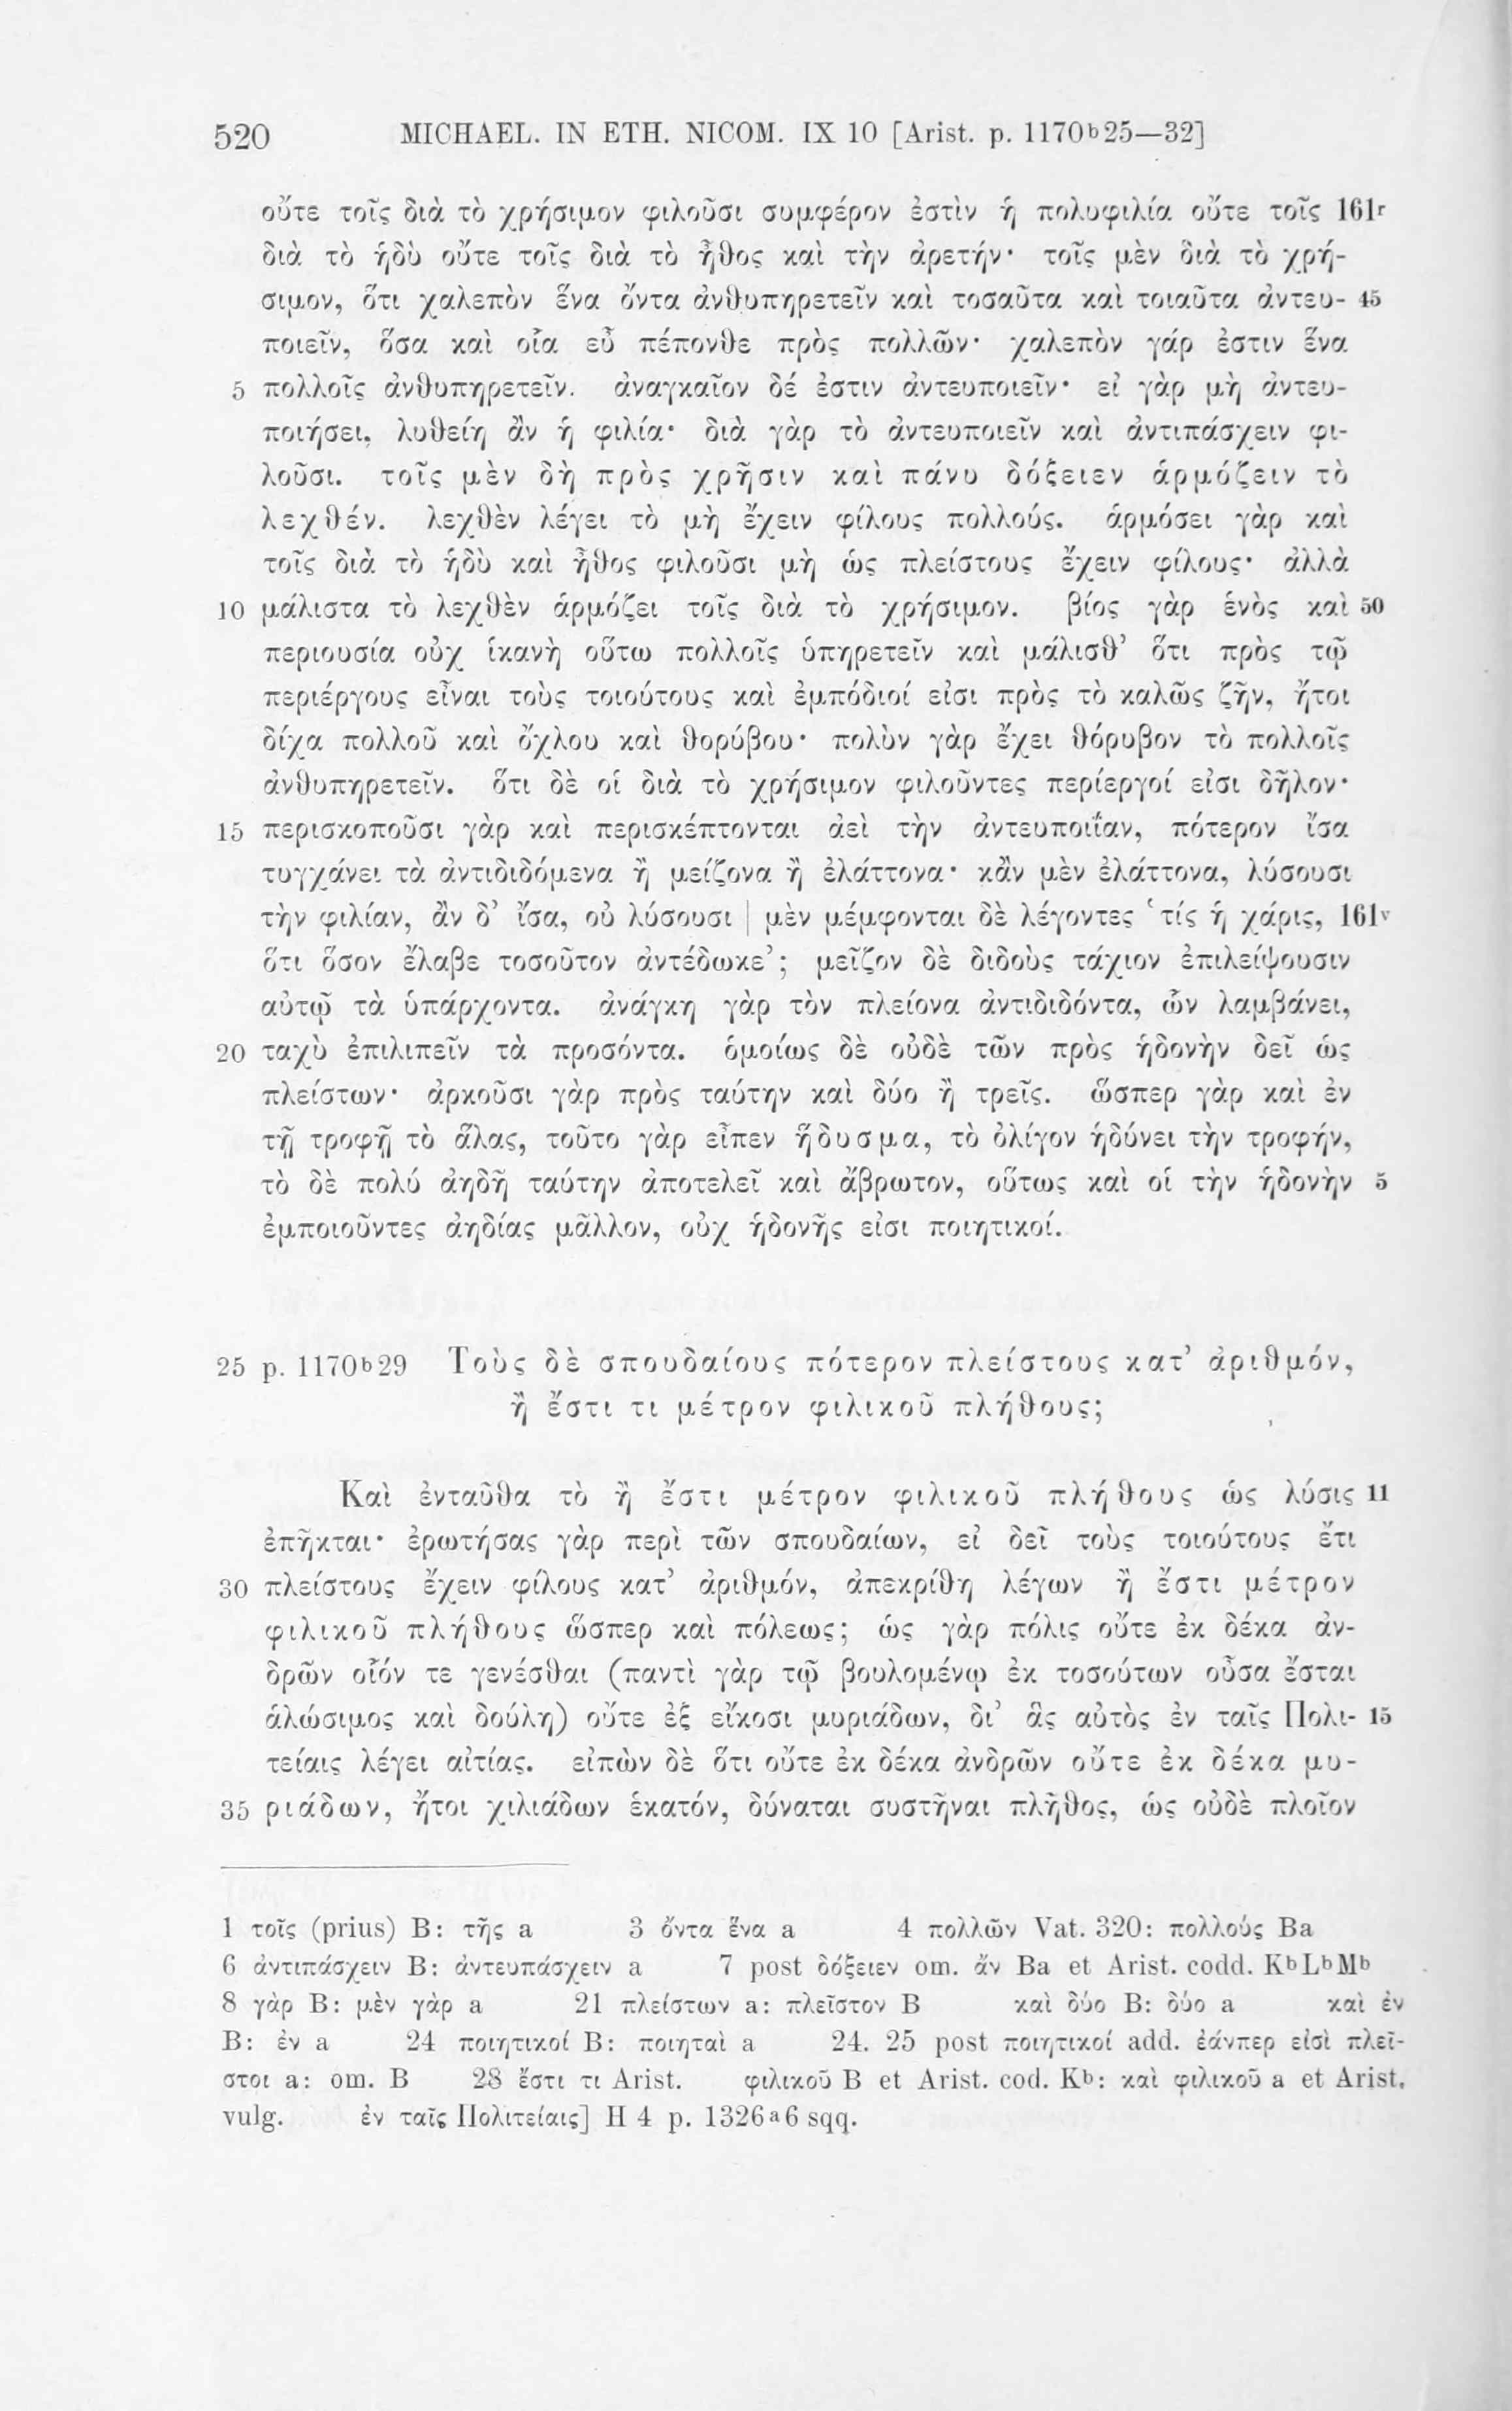 520 MICHAEL. IN ETH. NICOM. IX 10 [Arist. p. 1170b25—32]
οὔτε τοῖς διὰ τὸ χρήσιμον φιλοῦσι συμφέρον ἐστὶν ἡ πολυφιλία οὔτε τοῖς 161r
διὰ τὸ ἡδὺ οὔτε τοῖς διὰ τὸ ἦθος καὶ τὴν ἀρετήν· τοῖς μὲν διὰ τὸ χρή-
σιμον, ὅτι χαλεπὸν ἕνα ὄντα ἀνθυπηρετεῖν καὶ τοσαῦτα καὶ τοιαῦτα ἀντευ- 45
ποιεῖν, ὅσα καὶ οἷα εὖ πέπονθε πρὸς πολλῶν· χαλεπὸν γάρ ἐστιν ἕνα
5 πολλοῖς ἀνθυπηρετεῖν. ἀναγκαῖον δέ ἐστιν ἀντευποιεῖν· εἰ γὰρ μὴ ἀντευ-
ποιήσει, λυθείη ἂν ἡ φιλία· διὰ γὰρ τὸ ἀντευποιεῖν καὶ ἀντιπάσχειν φι-
λοῦσι. τοῖς μὲν δὴ πρὸς χρῆσιν καὶ πάνυ δόξειεν ἁρμόζειν τὸ
λεχθέν. λεχθὲν λέγει τὸ μὴ ἔχειν φίλους πολλούς. ἁρμόσει γὰρ καὶ
τοῖς διὰ τὸ ἡδὺ καὶ ἦθος φιλοῦσι μὴ ὡς πλείστους ἔχειν φίλους· ἀλλὰ
10 μάλιστα τὸ λεχθὲν ἁρμόζει τοῖς διὰ τὸ χρήσιμον. βίος γὰρ ἑνὸς καὶ 50
περιουσία οὐχ ἱκανὴ οὕτω πολλοῖς ὑπηρετεῖν καὶ μάλισθ’ ὅτι πρὸς τῷ
περιέργους εἶναι τοὺς τοιούτους καὶ ἐμπόδιοί εἰσι πρὸς τὸ καλῶς ζῆν, ἤτοι
δίχα πολλοῦ καὶ ὄχλου καὶ θορύβου· πολὺν γὰρ ἔχει θόρυβον τὸ πολλοῖς
ἀνθυπηρετεῖν. ὅτι δὲ οἱ διὰ τὸ χρήσιμον φιλοῦντες περίεργοί εἰσι δῆλον·
15 περισκοποῦσι γὰρ καὶ περισκέπτονται ἀεὶ τὴν ἀντευποιΐαν, πότερον ἴσα
τυγχάνει τὰ ἀντιδιδόμενα ἢ μείζονα ἢ ἐλάττονα· κἂν μὲν ἐλάττονα, λύσουσι
τὴν φιλίαν, ἂν δ’ ἴσα, οὐ λύσουσι | μὲν μέμφονται δὲ λέγοντες ‘τίς ἡ χάρις, 161v
ὅτι ὅσον ἔλαβε τοσοῦτον ἀντέδωκε’; μεῖζον δὲ διδοὺς τάχιον ἐπιλείψουσιν
αὐτῷ τὰ ὑπάρχοντα. ἀνάγκη γὰρ τὸν πλείονα ἀντιδιδόντα, ὧν λαμβάνει,
20 ταχὺ ἐπιλιπεῖν τὰ προσόντα. ὁμοίως δὲ οὐδὲ τῶν πρὸς ἡδονὴν δεῖ ὡς
πλείστων· ἀρκοῦσι γὰρ πρὸς ταύτην καὶ δύο ἢ τρεῖς. ὥσπερ γὰρ καὶ ἐν
τῇ τροφῇ τὸ ἅλας, τοῦτο γὰρ εἶπεν ἥδυσμα, τὸ ὀλίγον ἡδύνει τὴν τροφήν,
τὸ δὲ πολύ ἀηδῆ ταύτην ἀποτελεῖ καὶ ἄβρωτον, οὕτως καὶ οἱ τὴν ἡδονὴν 5
ἐμποιοῦντες ἀηδίας μᾶλλον, οὐχ ἡδονῆς εἰσι ποιητικοί.
25 p. 1170b29 Τοὺς δὲ σπουδαίους πότερον πλείστους κατ’ ἀριθμόν,
ἢ ἔστι τι μέτρον φιλικοῦ πλήθους;
Καὶ ἐνταῦθα τὸ ἢ ἔστι μέτρον φιλικοῦ πλήθους ὡς λύσις 11
ἐπῆκται· ἐρωτήσας γὰρ περὶ τῶν σπουδαίων, εἰ δεῖ τοὺς τοιούτους ἔτι
30 πλείστους ἔχειν φίλους κατ’ ἀριθμόν, ἀπεκρίθη λέγων ἢ ἔστι μέτρον
φιλικοῦ πλήθους ὥσπερ καὶ πόλεως; ὡς γὰρ πόλις οὔτε ἐκ δέκα ἀν-
δρῶν οἷόν τε γενέσθαι (παντὶ γὰρ τῷ βουλομένῳ ἐκ τοσούτων οὖσα ἔσται
ἁλώσιμος καὶ δούλη) οὔτε ἐξ εἴκοσι μυριάδων, δι’ ἃς αὐτὸς ἐν ταῖς Πολι- 15
τείαις λέγει αἰτίας. εἰπὼν δὲ ὅτι οὔτε ἐκ δέκα ἀνδρῶν οὔτε ἐκ δέκα μυ-
35 ριάδων, ἤτοι χιλιάδων ἑκατόν, δύναται συστῆναι πλῆθος, ὡς οὐδὲ πλοῖον
1 τοῖς (prius) B: τῆς a 3 ὄντα ἕνα a 4 πολλῶν Vat. 320: πολλούς Ba
6 ἀντιπάσχειν B: ἀντευπάσχειν a 7 post δόξειεν om. ἄν Ba et Arist. codd. KbLbMb
8 γὰρ B: μὲν γὰρ a 21 πλείστων a: πλεῖστον B καὶ δύο B: δύο a καὶ ἐν
B: ἐν a 24 ποιητικοί B: ποιηταὶ a 24. 25 post ποιητικοί add. ἐάνπερ εἰσὶ πλεῖ-
στοι a: om. B 28 ἔστι τι Arist. φιλικοῦ B et Arist. cod. Kb: καὶ φιλικοῦ a et Arist.
vulg. ἐν ταῖς Πολιτείαις] H 4 p. 1326a6 sqq.